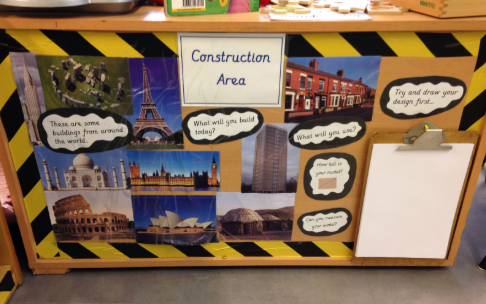 Construction
Area
Try and draw your
design first...
These are some
buildings from around
the world.
What will you build
today?
What will you use?
How tall is
your model?
Can you measure
your model?